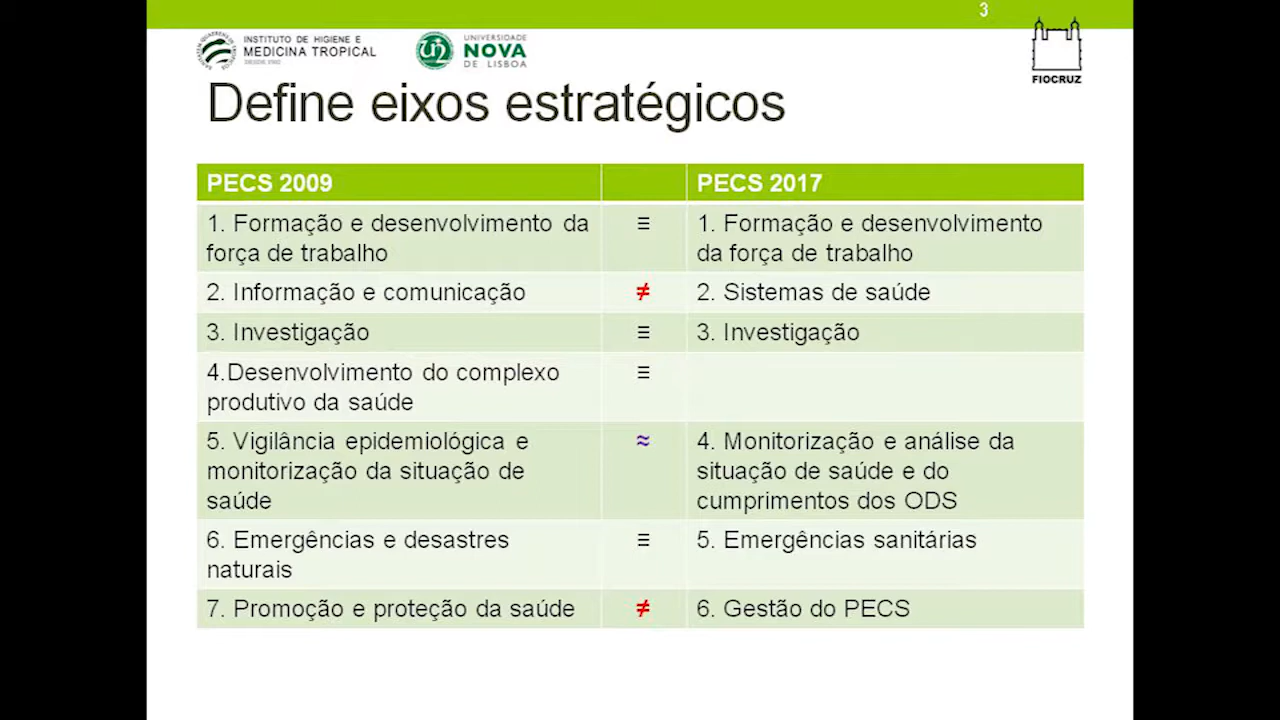 3
INSTITUTO DE HIGIENE E
MEDICINA TROPICAL
DESDE 1902
UNIVERSIDADE
NOVA
DE LISBOA
FIOCRUZ
Define eixos estratégicos
PECS 2009
PECS 2017
1. Formação e desenvolvimento da
força de trabalho
≡
1. Formação e desenvolvimento
da força de trabalho
2. Informação e comunicação
≠
2. Sistemas de saúde
3. Investigação
≡
3. Investigação
4.Desenvolvimento do complexo
produtivo da saúde
≡
5. Vigilância epidemiológica e
monitorização da situação de
saúde
≈
4. Monitorização e análise da
situação de saúde e do
cumprimentos dos ODS
6. Emergências e desastres
naturais
≡
5. Emergências sanitárias
7. Promoção e proteção da saúde
≠
6. Gestão do PECS